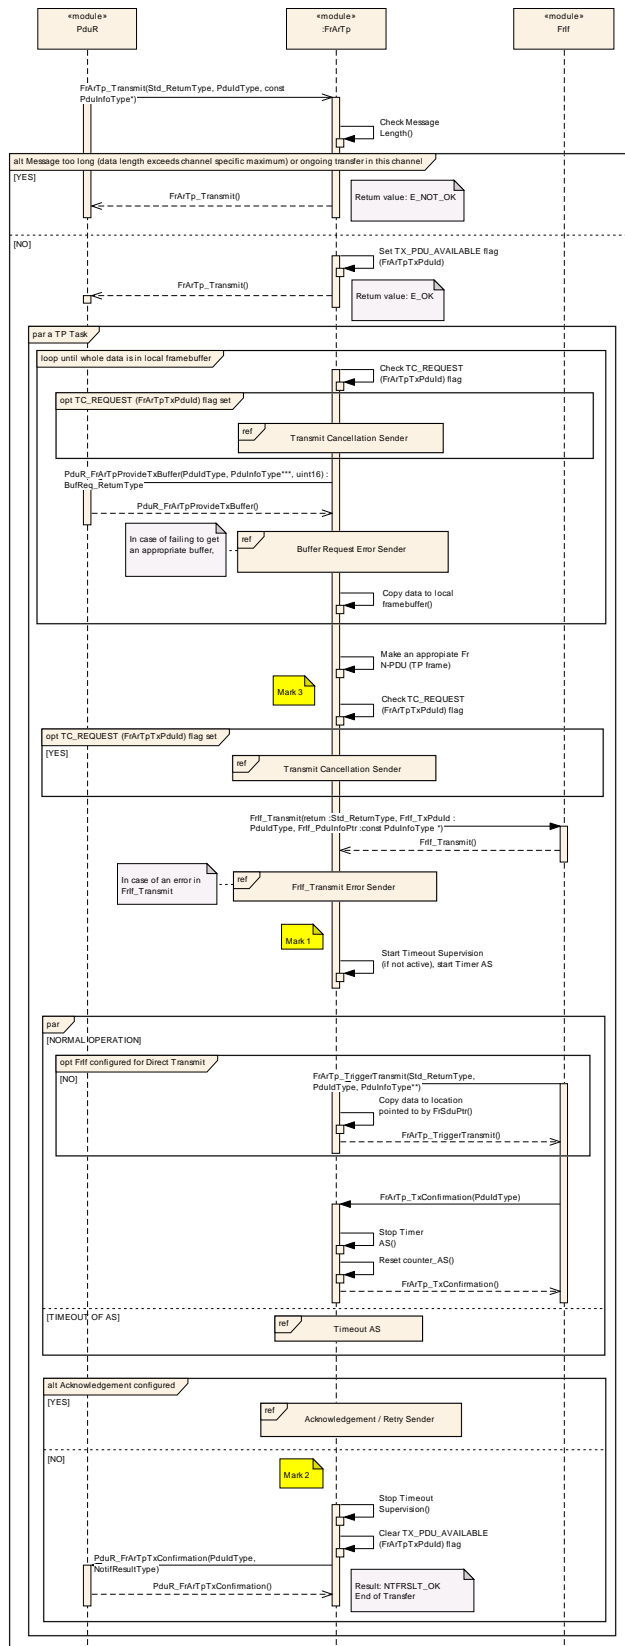 «module»
PduR
«module»
:FrArTp
«module»
FrIf
FrArTp_Transmit(Std_ReturnType, PduIdType, const
PduInfoType*)
Check Message
Length()
alt Message too long (data length exceeds channel specific maximum) or ongoing transfer in this channel
[YES]
FrArTp_Transmit()
Return value: E_NOT_OK
[NO]
Set TX_PDU_AVAILABLE flag
(FrArTpTxPduId)
FrArTp_Transmit()
Return value: E_OK
par a TP Task
loop until whole data is in local framebuffer
Check TC_REQUEST
(FrArTpTxPduId) flag
opt TC_REQUEST (FrArTpTxPduId) flag set
ref
Transmit Cancellation Sender
PduR_FrArTpProvideTxBuffer(PduIdType, PduInfoType***, uint16) :
BufReq_ReturnType
PduR_FrArTpProvideTxBuffer()
In case of failing to get
an appropriate buffer,
ref
Buffer Request Error Sender
Copy data to local
framebuffer()
Make an appropiate Fr
N-PDU (TP frame)
Mark 3
Check TC_REQUEST
(FrArTpTxPduId) flag
opt TC_REQUEST (FrArTpTxPduId) flag set
[YES]
ref
Transmit Cancellation Sender
FrIf_Transmit(return :Std_ReturnType, FrIf_TxPduId :
PduIdType, FrIf_PduInfoPtr :const PduInfoType *)
FrIf_Transmit()
In case of an error in
FrIf_Transmit
ref
FrIf_Transmit Error Sender
Mark 1
Start Timeout Supervision
(if not active), start Timer AS
par
[NORMAL OPERATION]
opt FrIf configured for Direct Transmit
[NO]
FrArTp_TriggerTransmit(Std_ReturnType,
PduIdType, PduInfoType**)
Copy data to location
pointed to by FrSduPtr()
FrArTp_TriggerTransmit()
FrArTp_TxConfirmation(PduIdType)
Stop Timer
AS()
Reset counter_AS()
FrArTp_TxConfirmation()
[TIMEOUT OF AS]
ref
Timeout AS
alt Acknowledgement configured
[YES]
ref
Acknowledgement / Retry Sender
[NO]
Mark 2
Stop Timeout
Supervision()
Clear TX_PDU_AVAILABLE
(FrArTpTxPduId) flag
PduR_FrArTpTxConfirmation(PduIdType,
NotifResultType)
PduR_FrArTpTxConfirmation()
Result: NTFRSLT_OK
End of Transfer